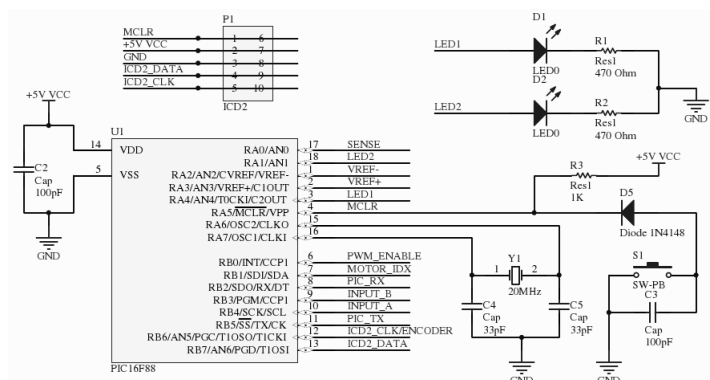 P1
MCLR 1 6
+5V VCC 2 7
GND 3 8
ICD2_DATA 4 9
ICD2_CLK 5 10
ICD2
D1
LED1
LED0
R1
Res1
470 Ohm
D2
LED2
LED0
R2
Res1
470 Ohm
GND
+5V VCC
C2
Cap
100pF
GND
U1
14 VDD
5 VSS
RA0/AN0 17 SENSE
RA1/AN1 18 LED2
RA2/AN2/CVREF/VREF- 1 VREF-
RA3/AN3/VREF+/C1OUT 2 VREF+
RA4/AN4/T0CKI/C2OUT 3 LED1
RA5/MCLR/VPP 4 MCLR
RA6/OSC2/CLKO 15
RA7/OSC1/CLKI 16
RB0/INT/CCP1 6 PWM_ENABLE
RB1/SDI/SDA 7 MOTOR_IDX
RB2/SDO/RX/DT 8 PIC_RX
RB3/PGM/CCP1 9 INPUT_B
RB4/SCK/SCL 10 INPUT_A
RB5/SS/TX/CK 11 PIC_TX
RB6/AN5/PGC/T1OSO/T1CKI 12 ICD2_CLK/ENCODER
RB7/AN6/PGD/T1OSI 13 ICD2_DATA
PIC16F88
+5V VCC
R3
Res1
1K
D5
Diode 1N4148
Y1
1 2
20MHz
C4
Cap
33pF
C5
Cap
33pF
GND
S1
SW-PB
C3
Cap
100pF
GND